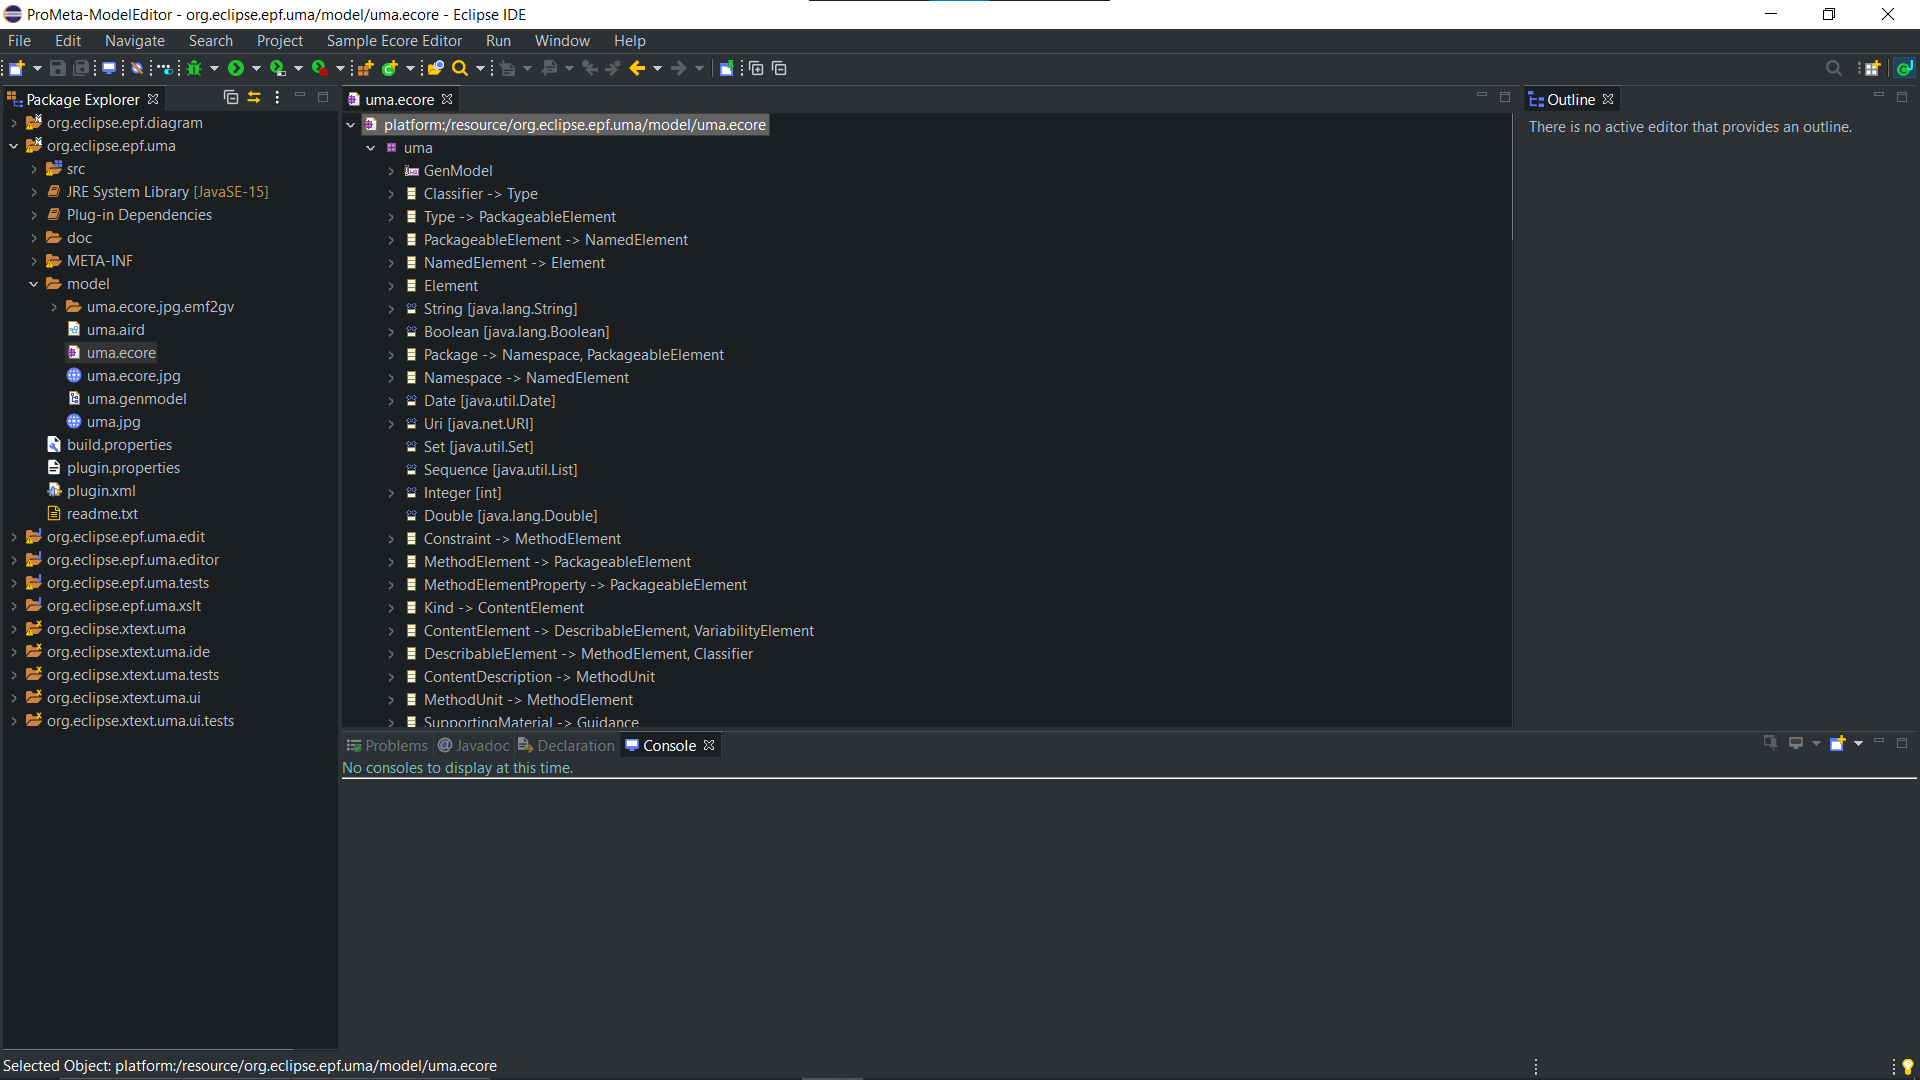 ProMeta-ModelEditor - org.eclipse.epf.uma/model/uma.ecore - Eclipse IDE
File Edit Navigate Search Project Sample Ecore Editor Run Window Help
Package Explorer
org.eclipse.epf.diagram
org.eclipse.epf.uma
src
JRE System Library [JavaSE-15]
Plug-in Dependencies
doc
META-INF
model
uma.ecore.jpg.emf2gv
uma.aird
uma.ecore
uma.ecore.jpg
uma.genmodel
uma.jpg
build.properties
plugin.properties
plugin.xml
readme.txt
org.eclipse.epf.uma.edit
org.eclipse.epf.uma.editor
org.eclipse.epf.uma.tests
org.eclipse.epf.uma.xslt
org.eclipse.xtext.uma
org.eclipse.xtext.uma.ide
org.eclipse.xtext.uma.tests
org.eclipse.xtext.uma.ui
org.eclipse.xtext.uma.ui.tests
uma.ecore
platform:/resource/org.eclipse.epf.uma/model/uma.ecore
uma
GenModel
Classifier -> Type
Type -> PackageableElement
PackageableElement -> NamedElement
NamedElement -> Element
Element
String [java.lang.String]
Boolean [java.lang.Boolean]
Package -> Namespace, PackageableElement
Namespace -> NamedElement
Date [java.util.Date]
Uri [java.net.URI]
Set [java.util.Set]
Sequence [java.util.List]
Integer [int]
Double [java.lang.Double]
Constraint -> MethodElement
MethodElement -> PackageableElement
MethodElementProperty -> PackageableElement
Kind -> ContentElement
ContentElement -> DescribableElement, VariabilityElement
DescribableElement -> MethodElement, Classifier
ContentDescription -> MethodUnit
MethodUnit -> MethodElement
SupportingMaterial -> Guidance
Outline
There is no active editor that provides an outline.
Problems @ Javadoc Declaration Console
No consoles to display at this time.
Selected Object: platform:/resource/org.eclipse.epf.uma/model/uma.ecore